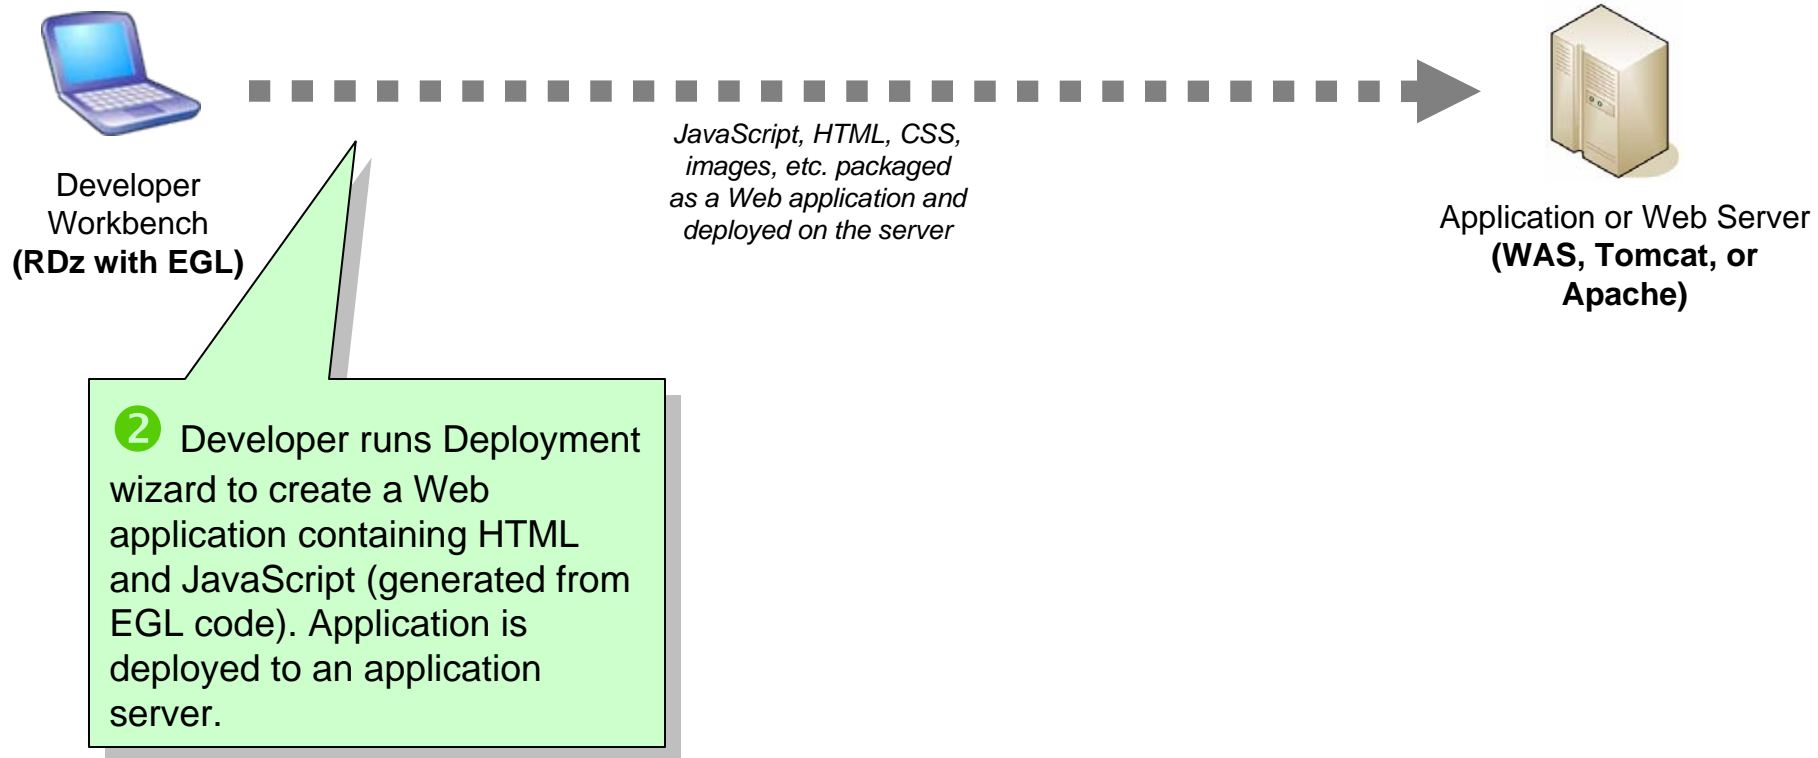 Developer
Workbench
(RDz with EGL)
JavaScript, HTML, CSS,
images, etc. packaged
as a Web application and
deployed on the server
Application or Web Server
(WAS, Tomcat, or
Apache)
2 Developer runs Deployment
wizard to create a Web
application containing HTML
and JavaScript (generated from
EGL code). Application is
deployed to an application
server.